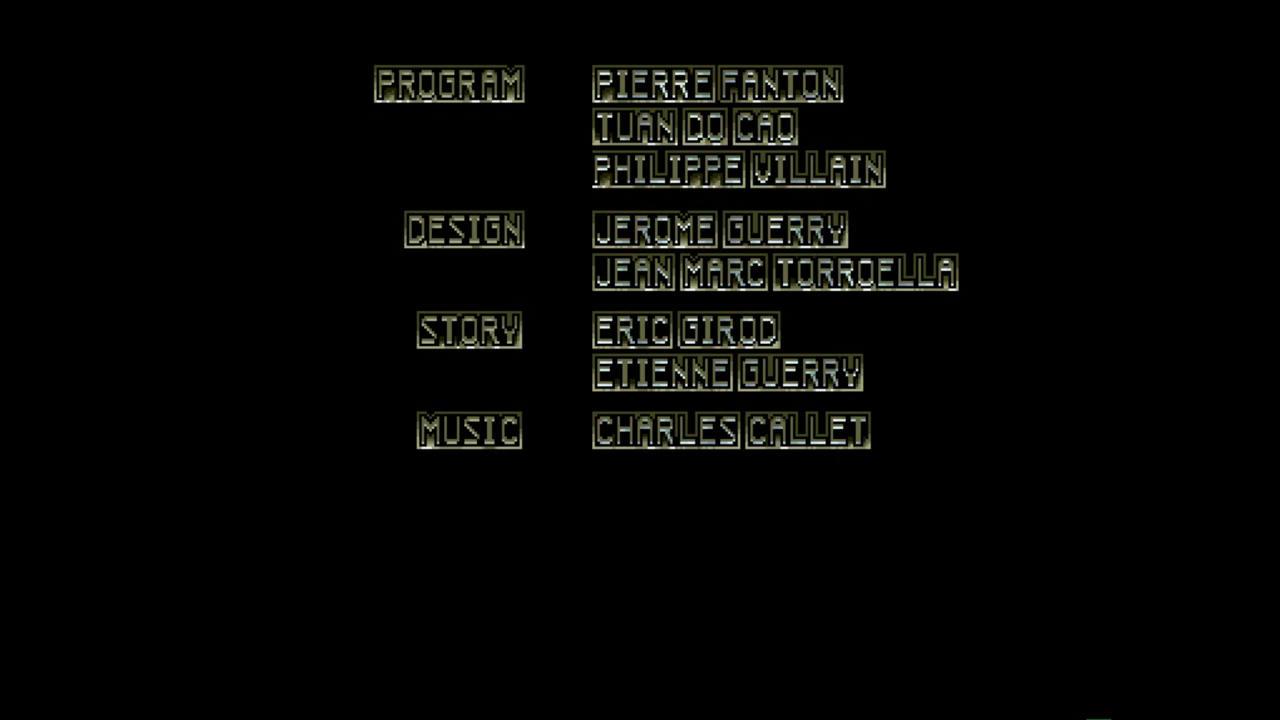 PROGRAM PIERRE FANTON
TUAN DO CAO
PHILIPPE VILLAIN
DESIGN JEROME GUERRY
JEAN MARC TORROELLA
STORY ERIC GIROD
ETIENNE GUERRY
MUSIC CHARLES CALLET